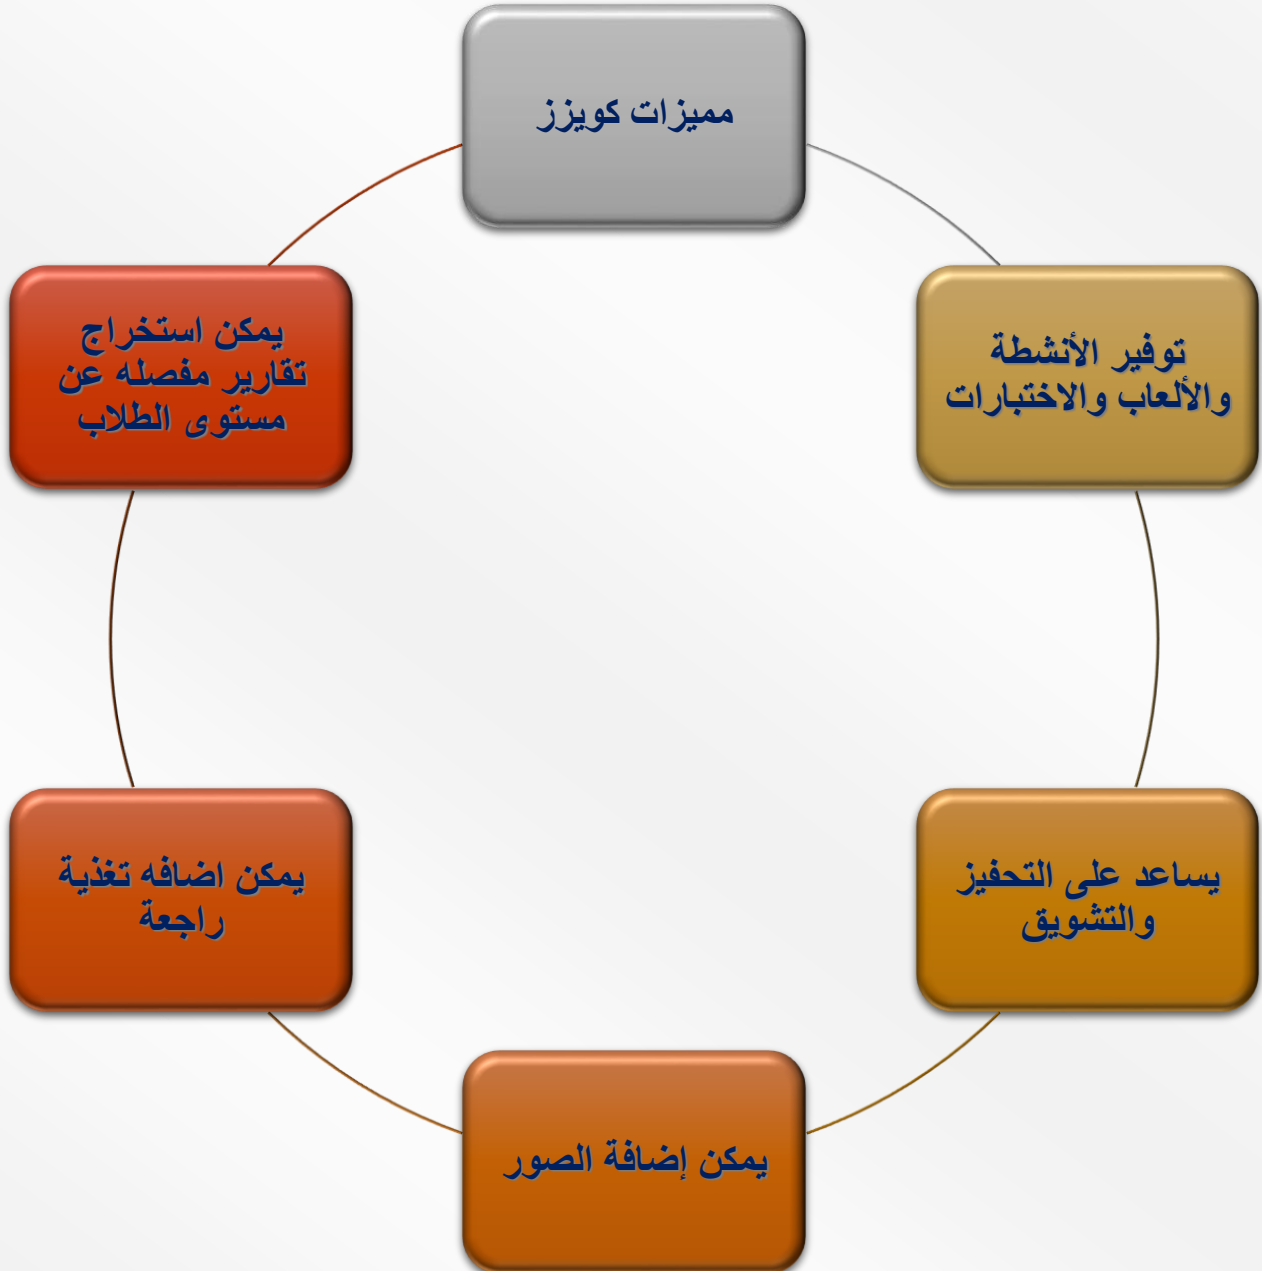 مميزات كويزز
توفير الأنشطة
والألعاب والاختبارات
يساعد على التحفيز
والتشويق
يمكن إضافة الصور
يمكن اضافه تغذية
راجعة
يمكن استخراج
تقارير مفصله عن
مستوى الطلاب